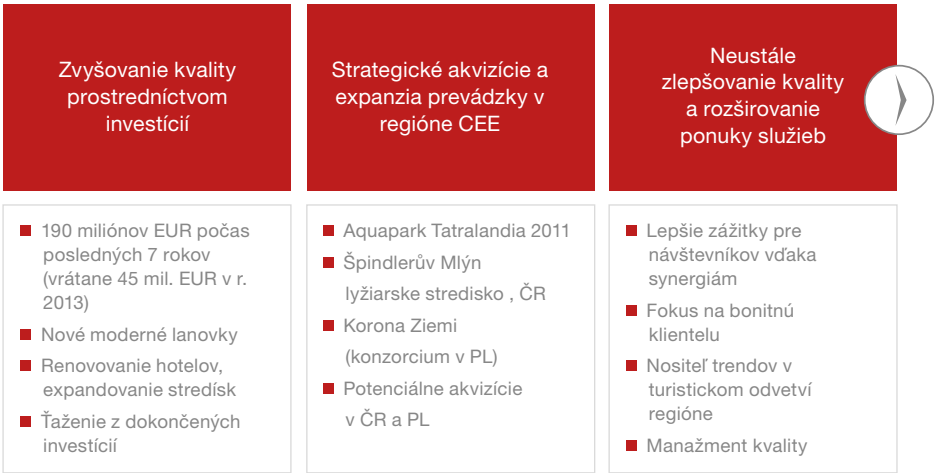 Zvyšovanie kvality
prostredníctvom
investícií
Strategické akvizície a
expanzia prevádzky v
regióne CEE
Neustále
zlepšovanie kvality
a rozširovanie
ponuky služieb
190 miliónov EUR počas
posledných 7 rokov
(vrátane 45 mil. EUR v r.
2013)
Nové moderné lanovky
Renovovanie hotelov,
expandovanie stredísk
Ťaženie z dokončených
investícií
Aquapark Tatralandia 2011
Špindlerův Mlýn
lyžiarske stredisko , ČR
Korona Ziemi
(konzorcium v PL)
Potenciálne akvizície
v ČR a PL
Lepšie zážitky pre
návštevníkov vďaka
synergiám
Fokus na bonitnú
klientelu
Nositeľ trendov v
turistickom odvetví
regióne
Manažment kvality